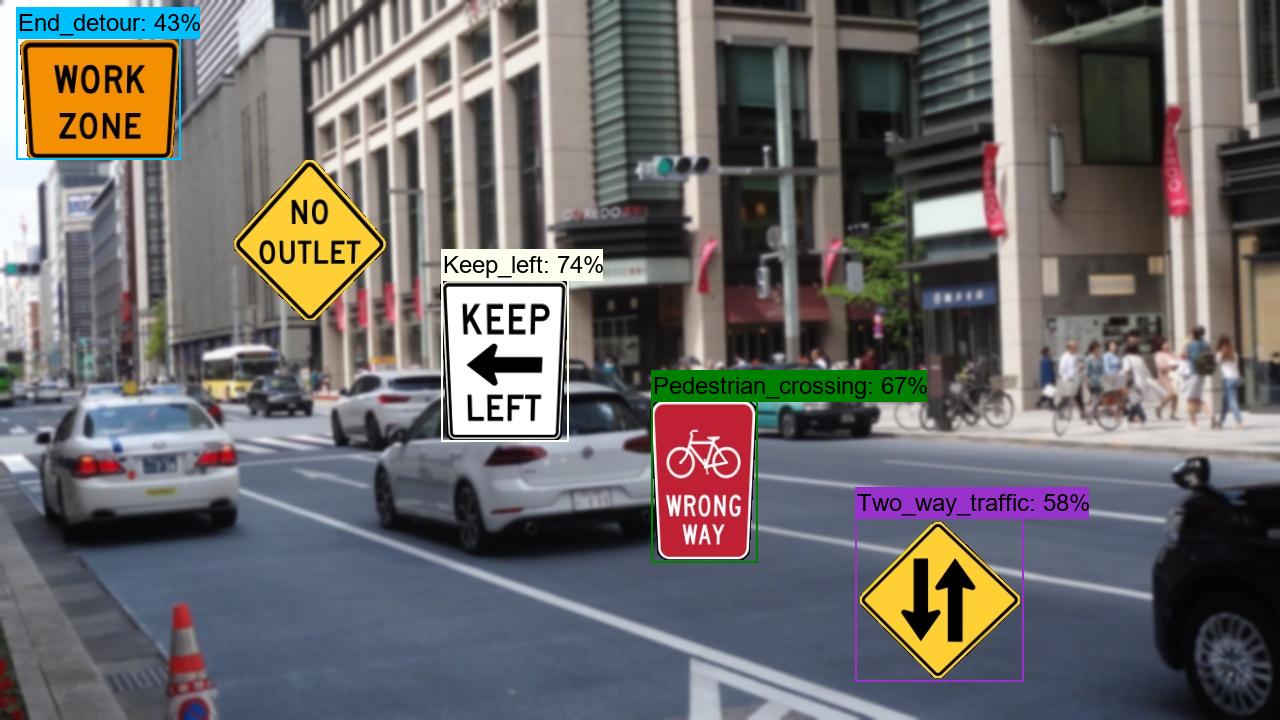 End_detour: 43%
WORK
ZONE
NO
OUTLET
Keep_left: 74%
KEEP
LEFT
Pedestrian_crossing: 67%
WRONG
WAY
Two_way_traffic: 58%